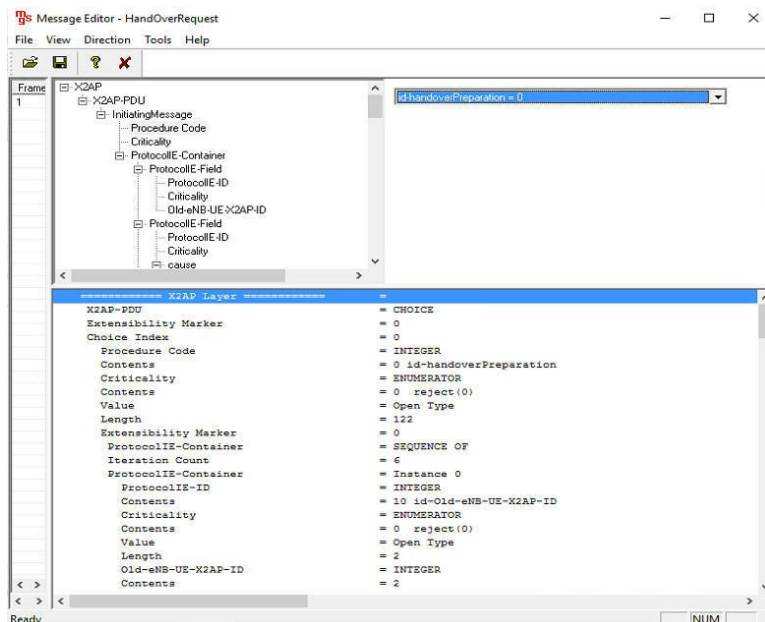 mgs Message Editor - HandOverRequest
File View Direction Tools Help
Frame
1
X2AP
X2AP-PDU
InitiatingMessage
Procedure Code
Criticality
ProtocolIE-Container
ProtocolIE-Field
ProtocolIE-ID
Criticality
Old-eNB-UE-X2AP-ID
ProtocolIE-Field
ProtocolIE-ID
Criticality
cause
id-handoverPreparation = 0
============ X2AP Layer ============ =
X2AP-PDU = CHOICE
Extensibility Marker = 0
Choice Index = 0
Procedure Code = INTEGER
Contents = 0 id-handoverPreparation
Criticality = ENUMERATOR
Contents = 0 reject(0)
Value = Open Type
Length = 122
Extensibility Marker = 0
ProtocolIE-Container = SEQUENCE OF
Iteration Count = 6
ProtocolIE-Container = Instance 0
ProtocolIE-ID = INTEGER
Contents = 10 id-Old-eNB-UE-X2AP-ID
Criticality = ENUMERATOR
Contents = 0 reject(0)
Value = Open Type
Length = 2
Old-eNB-UE-X2AP-ID = INTEGER
Contents = 2
Ready
NUM